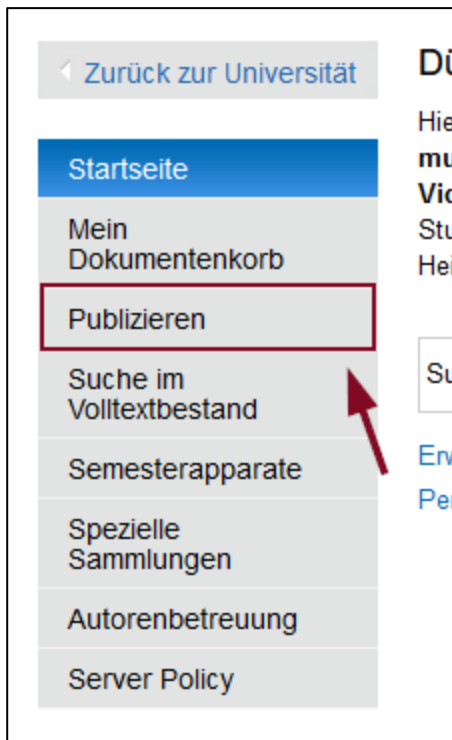 Zurück zur Universität
Startseite
Mein
Dokumentenkorb
Publizieren
Suche im
Volltextbestand
Semesterapparate
Spezielle
Sammlungen
Autorenbetreuung
Server Policy